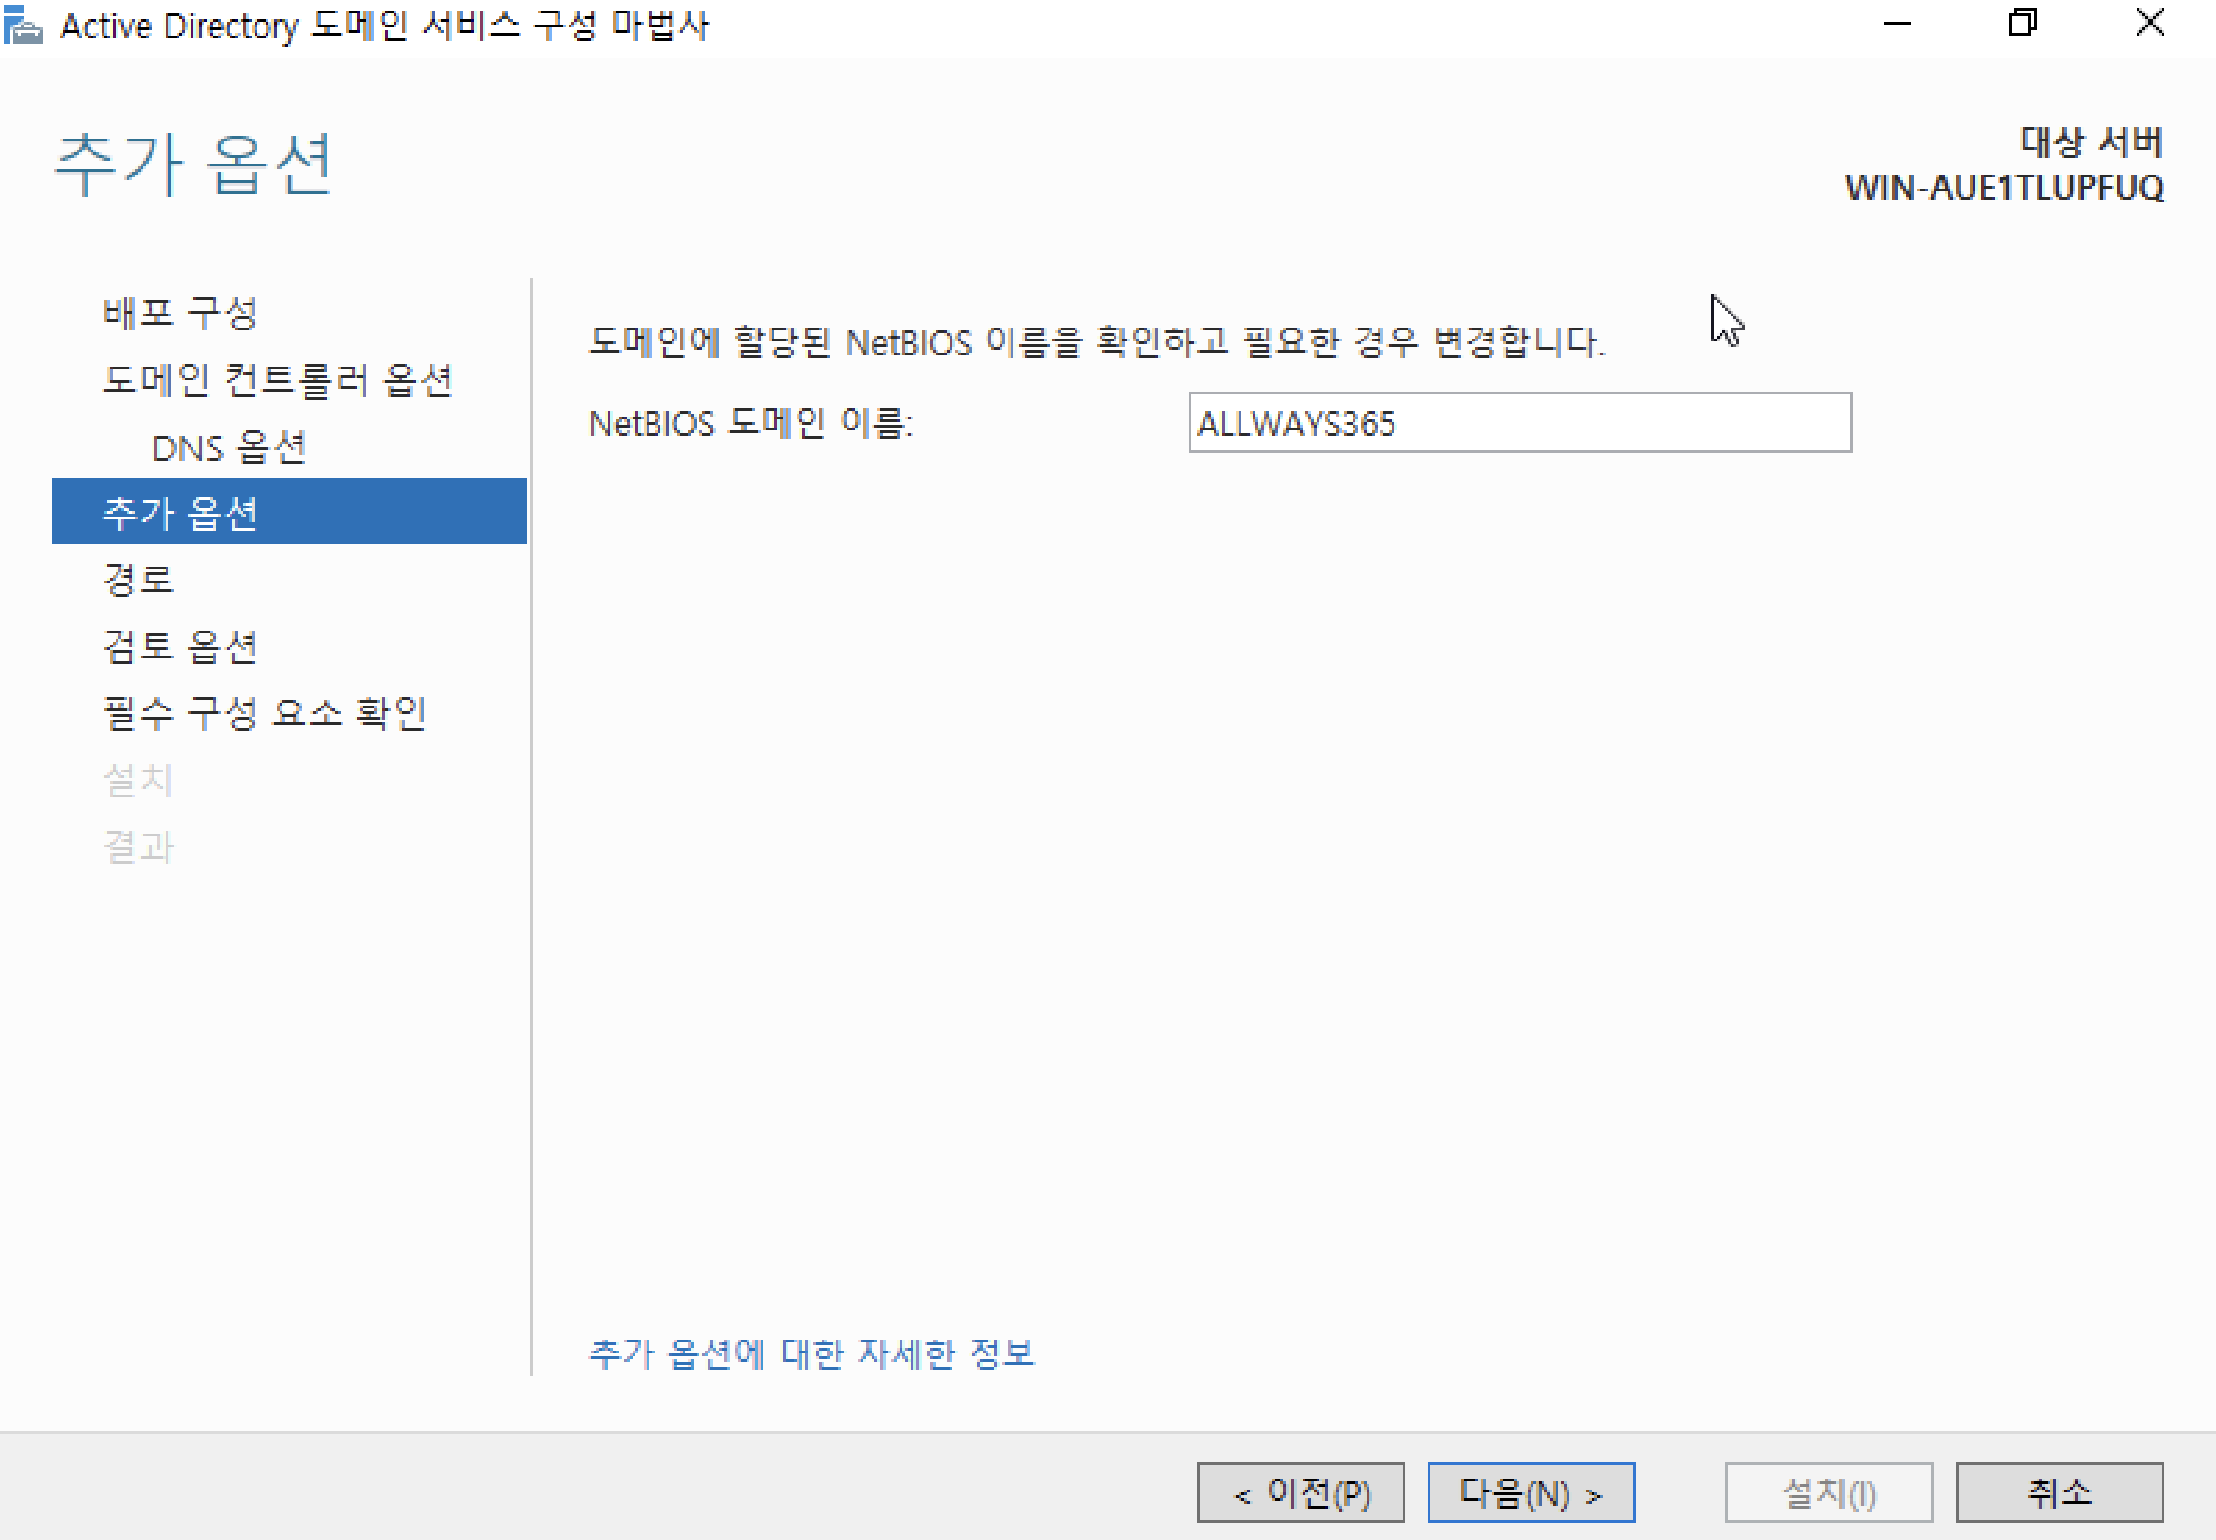 Active Directory 도메인 서비스 구성 마법사
추가 옵션
대상 서버
WIN-AUE1TLUPFUQ
배포 구성
도메인 컨트롤러 옵션
DNS 옵션
추가 옵션
경로
검토 옵션
필수 구성 요소 확인
설치
결과
도메인에 할당된 NetBIOS 이름을 확인하고 필요한 경우 변경합니다.
NetBIOS 도메인 이름: ALLWAYS365
추가 옵션에 대한 자세한 정보
< 이전(P) 다음(N) > 설치(I) 취소